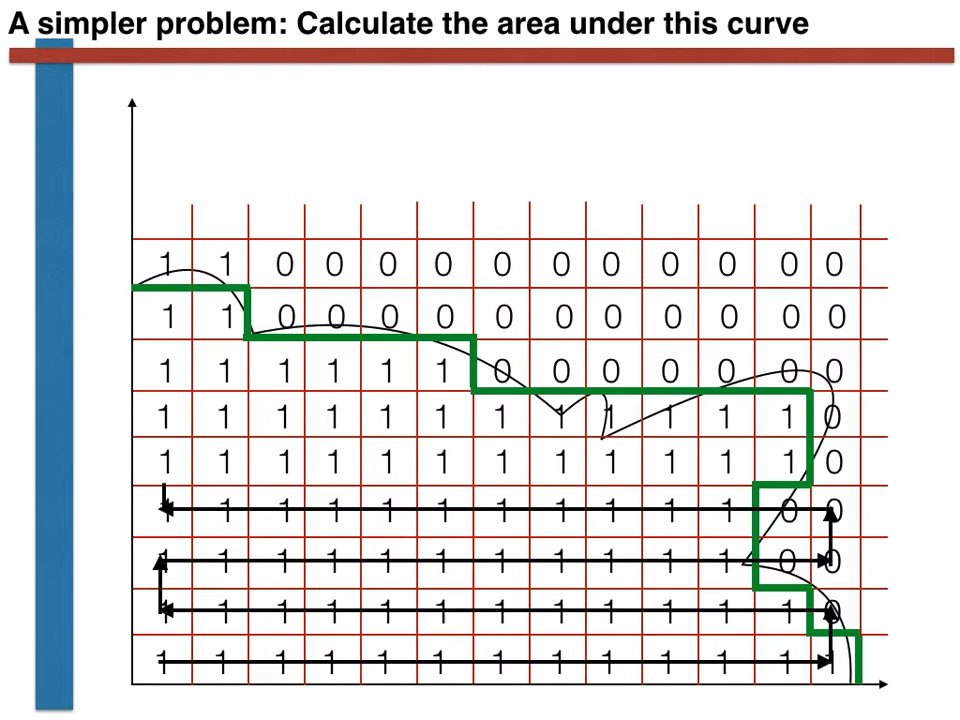 A simpler problem: Calculate the area under this curve
1 1 0 0 0 0 0 0 0 0 0 0 0
1 1 0 0 0 0 0 0 0 0 0 0 0
1 1 1 1 1 1 0 0 0 0 0 0 0
1 1 1 1 1 1 1 1 1 1 1 1 0
1 1 1 1 1 1 1 1 1 1 1 1 0
1 1 1 1 1 1 1 1 1 1 1 0 0
1 1 1 1 1 1 1 1 1 1 1 0 0
1 1 1 1 1 1 1 1 1 1 1 1 0
1 1 1 1 1 1 1 1 1 1 1 1 1